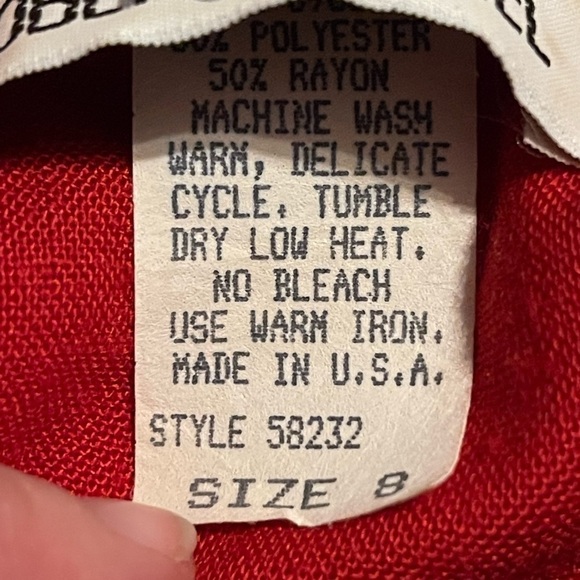 50% POLYESTER
50% RAYON
MACHINE WASH
WARM, DELICATE
CYCLE. TUMBLE
DRY LOW HEAT.
NO BLEACH
USE WARM IRON.
MADE IN U.S.A.
STYLE 58232
SIZE 8